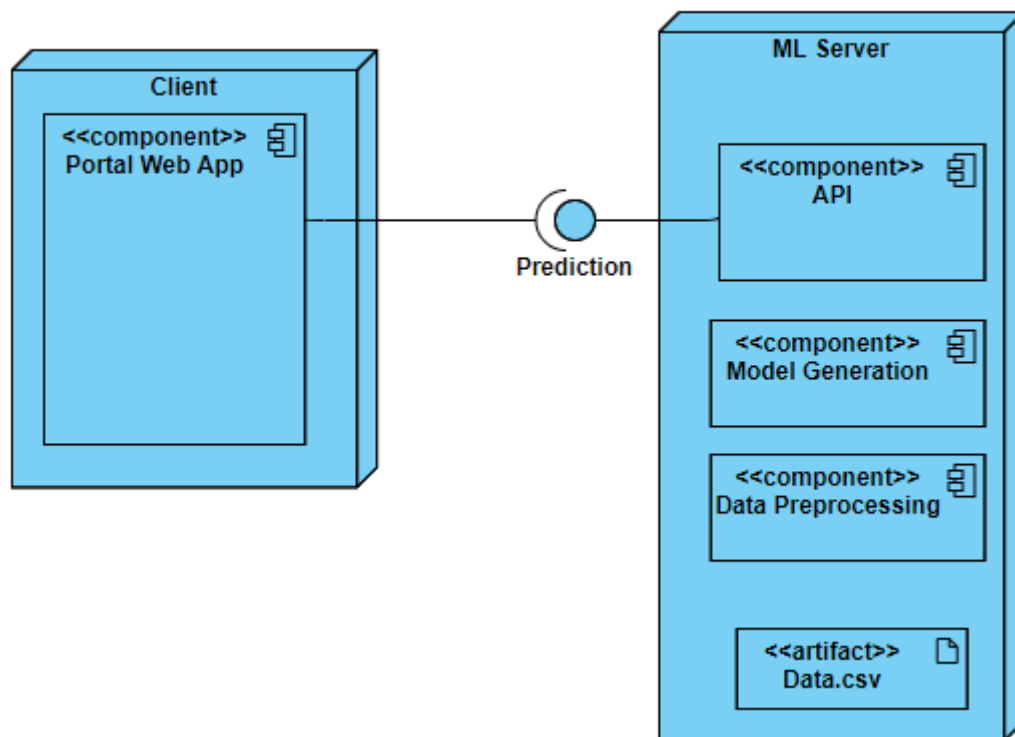 Client
<<component>>
Portal Web App
Prediction
ML Server
<<component>>
API
<<component>>
Model Generation
<<component>>
Data Preprocessing
<<artifact>>
Data.csv